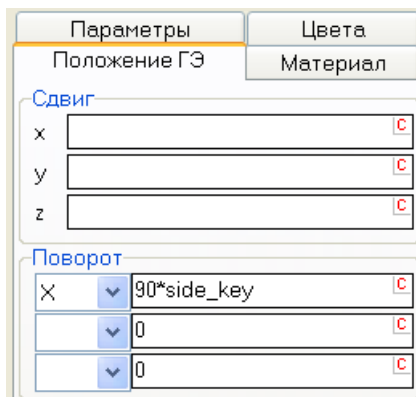 Параметры Цвета
Положение ГЭ Материал
Сдвиг
x C
y C
z C
Поворот
X 90*side_key C
0 C
0 C